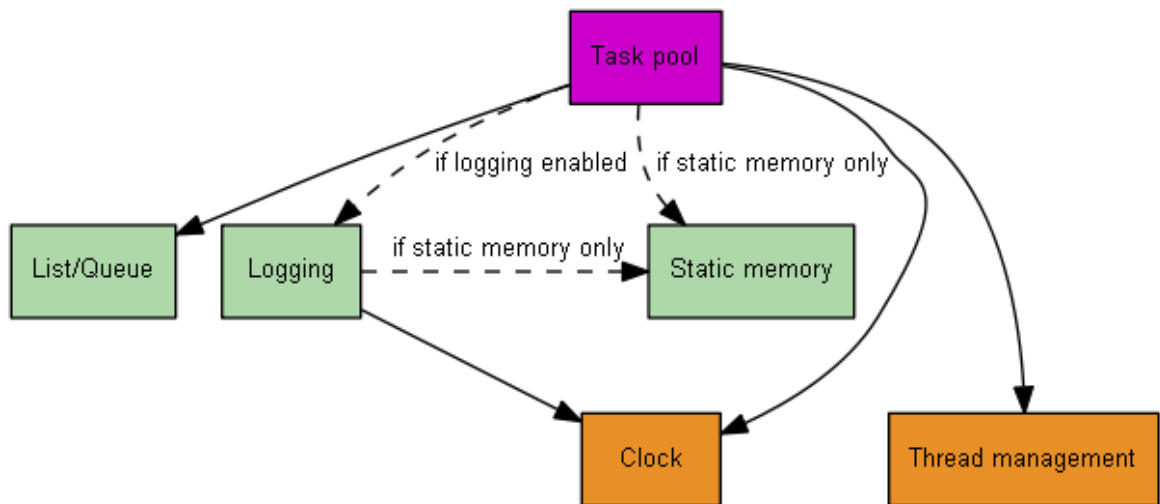 Task pool
if logging enabled
if static memory only
List/Queue
Logging
if static memory only
Static memory
Clock
Thread management